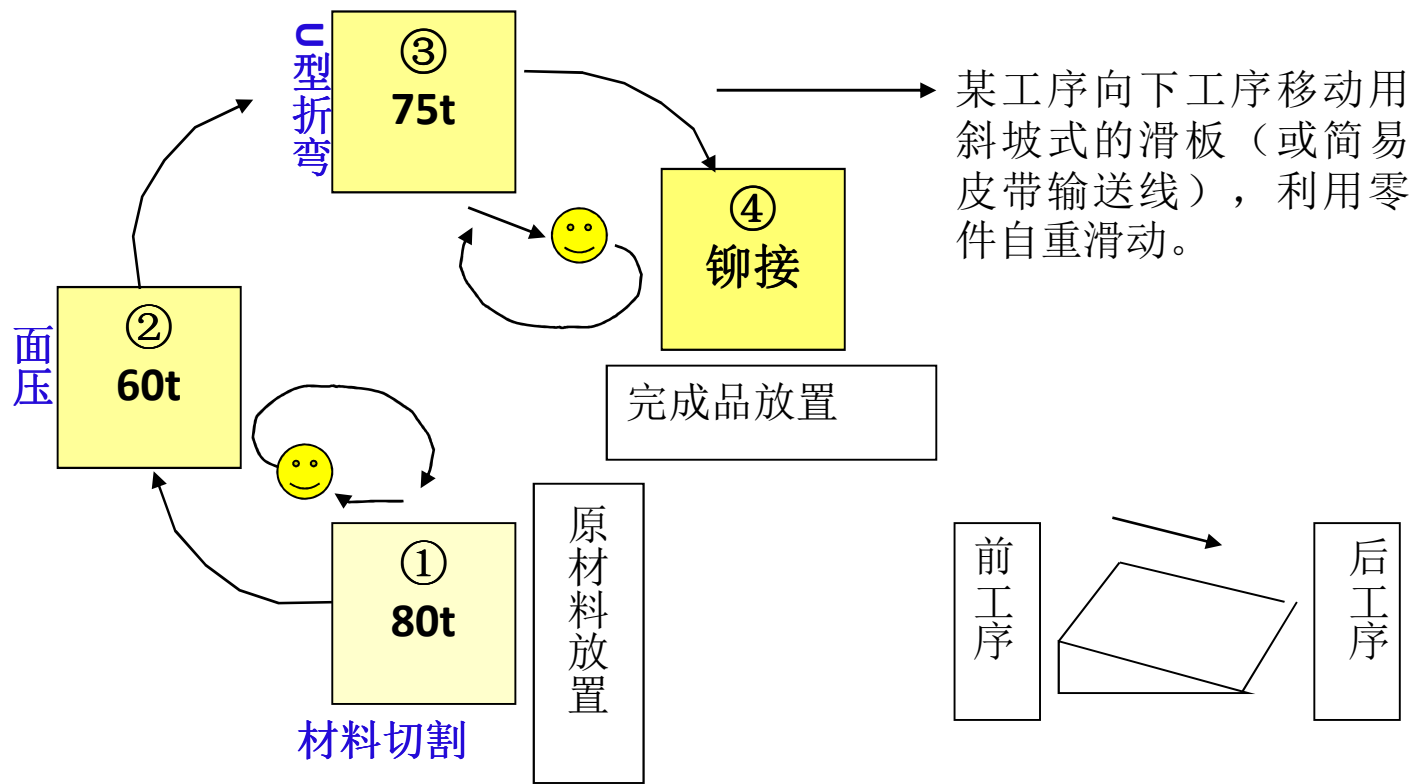 ⊂型折弯
③
75t
某工序向下工序移动用
斜坡式的滑板（或简易
皮带输送线），利用零
件自重滑动。
④
铆接
②
60t
面压
完成品放置
①
80t
材料切割
原材料放置
前工序
后工序